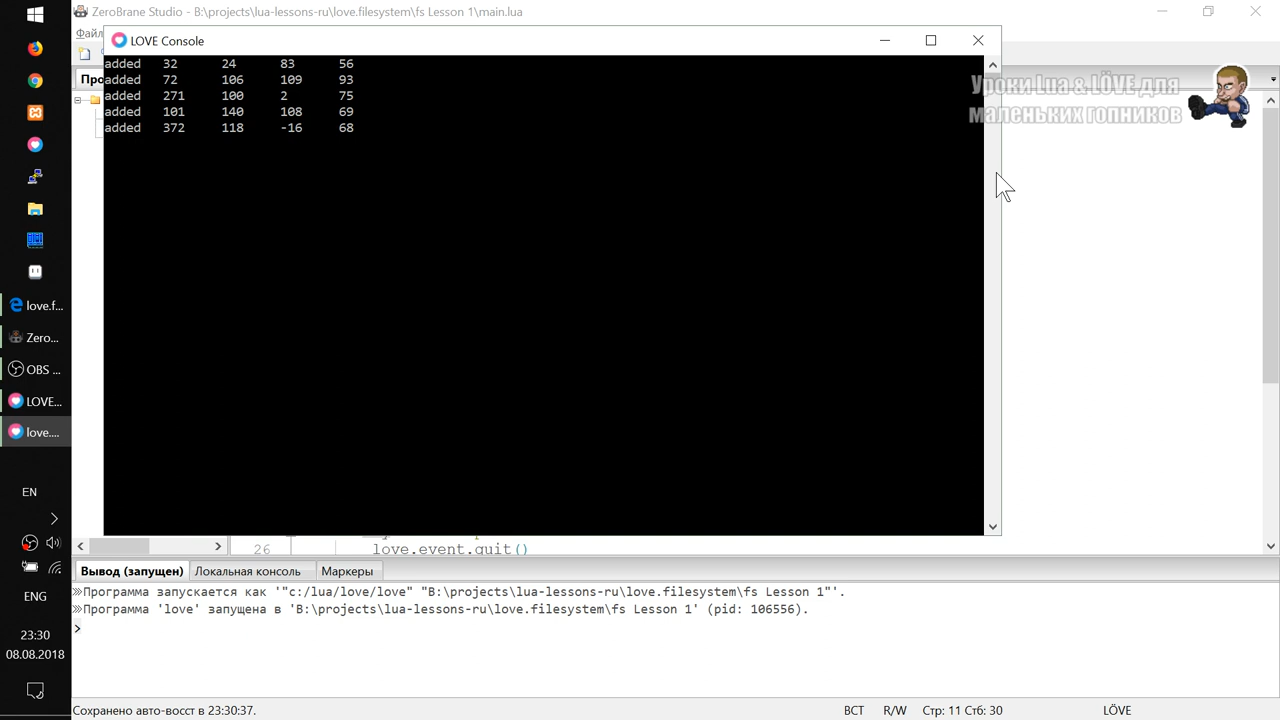 ZeroBrane Studio - B:\projects\lua-lessons-ru\love.filesystem\fs Lesson 1\main.lua
Файл
LOVE Console
Про
added 32 24 83 56
added 72 106 109 93
added 271 100 2 75
added 101 140 108 69
added 372 118 -16 68
Уроки Lua & LÖVE для
маленьких гопников
love.f...
Zero...
OBS ...
LOVE...
love....
EN
ENG
23:30
08.08.2018
26 love.event.quit()
Вывод (запущен) Локальная консоль Маркеры
Программа запускается как '"c:/lua/love/love" "B:\projects\lua-lessons-ru\love.filesystem\fs Lesson 1"'.
Программа 'love' запущена в 'B:\projects\lua-lessons-ru\love.filesystem\fs Lesson 1' (pid: 106556).
Сохранено авто-восст в 23:30:37.
ВСТ R/W Стр: 11 Стб: 30 LÖVE